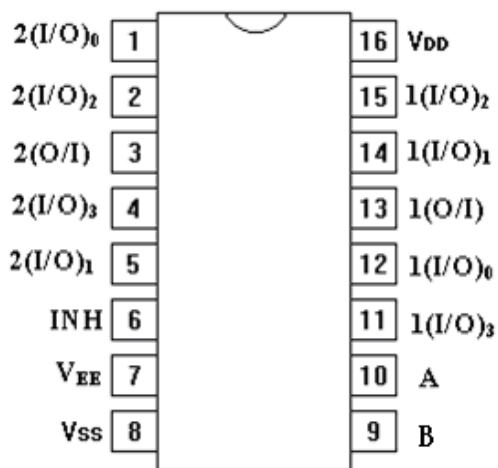 2(I/O)₀ 1 16 VDD
2(I/O)₂ 2 15 1(I/O)₂
2(O/I) 3 14 1(I/O)₁
2(I/O)₃ 4 13 1(O/I)
2(I/O)₁ 5 12 1(I/O)₀
INH 6 11 1(I/O)₃
VEE 7 10 A
Vss 8 9 B